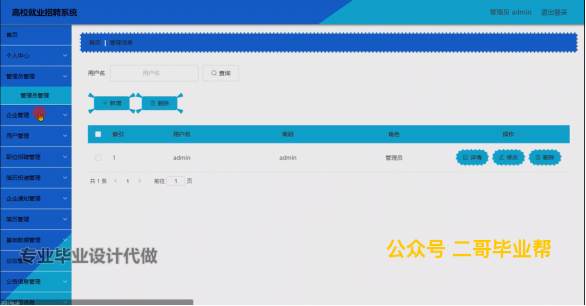 高校就业招聘系统
管理员 admin 退出登录
首页
首页 管理员管理
个人中心
管理员管理
管理员管理
企业管理
用户管理
职位招聘管理
简历投递管理
企业通知管理
简历管理
基础数据管理
公告信息管理
用户名 用户名 查询
+ 新增 删除
索引 用户名 密码 角色 操作
1 admin admin 管理员 详情 修改 删除
共 1 条 < 1 > 前往 1 页
专业毕业设计代做
公众号 二哥毕业帮